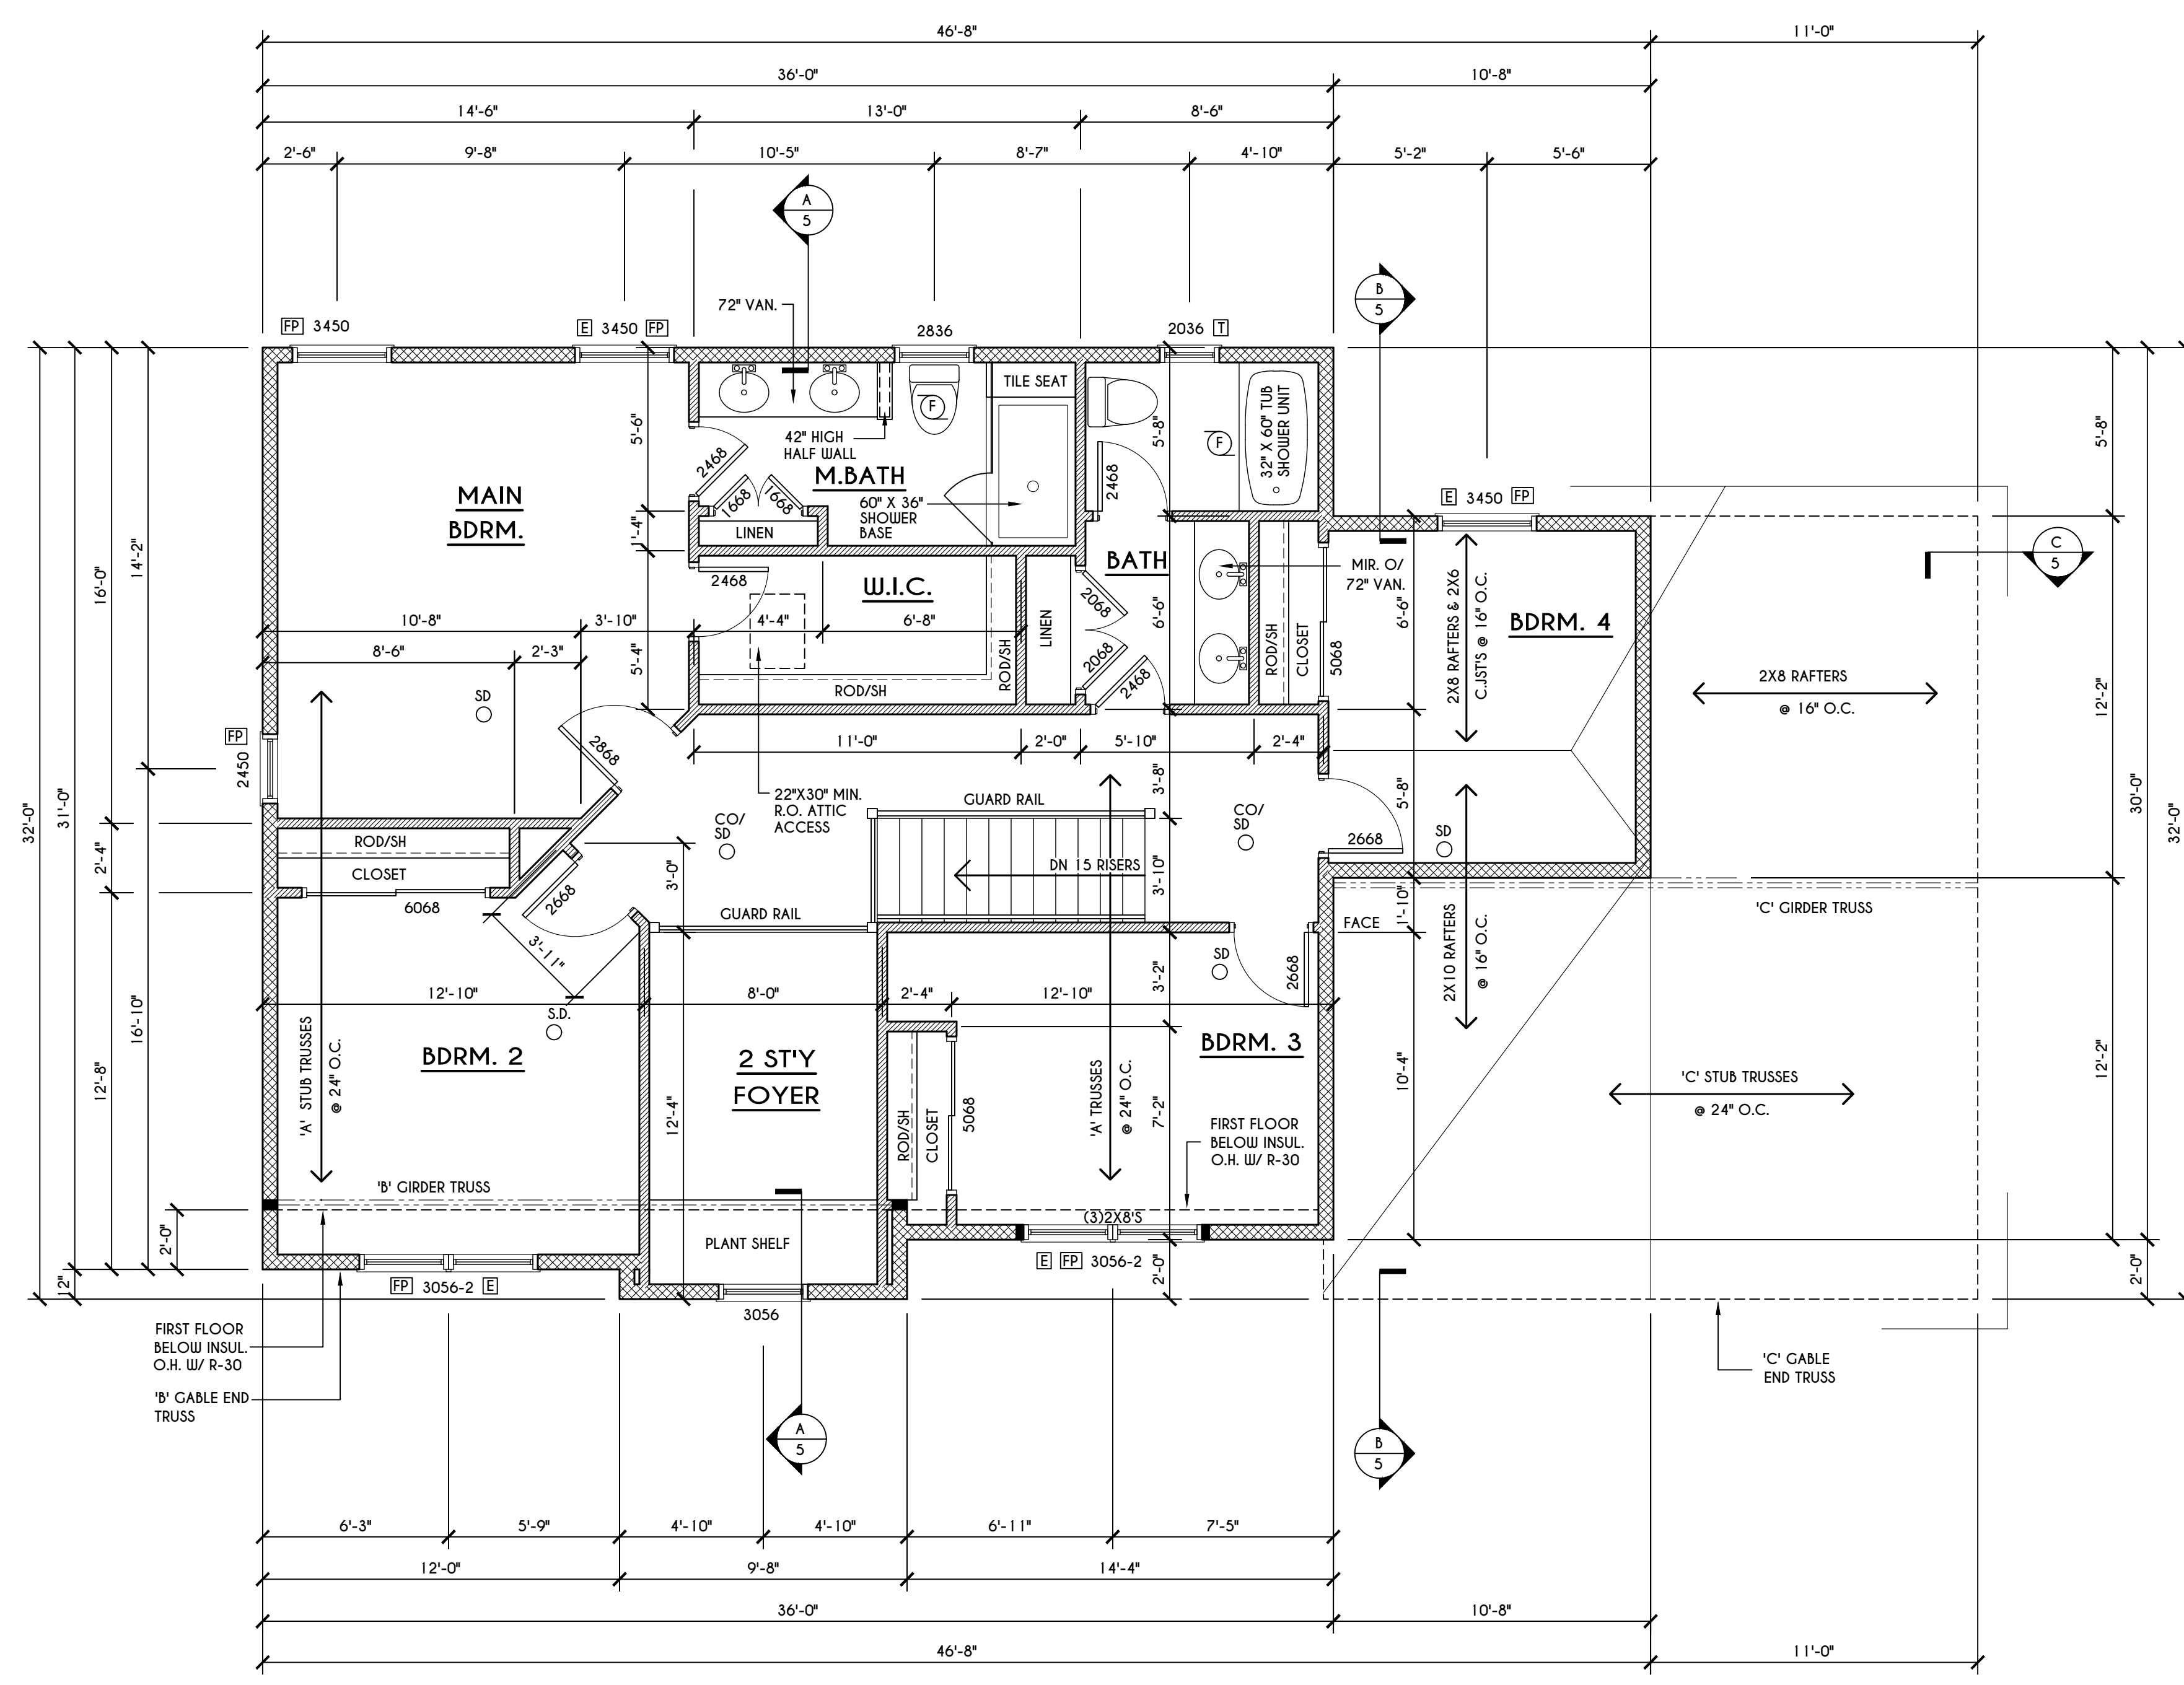 46'-8"
11'-0"
36'-0"
10'-8"
14'-6"
13'-0"
8'-6"
2'-6"
9'-8"
10'-5"
8'-7"
4'-10"
5'-2"
5'-6"
A
5
B
5
72" VAN.
FP 3450
E 3450 FP
2836
2036 T
TILE SEAT
F
42" HIGH
HALF WALL
M.BATH
2468
1668
1668
60" X 36"
SHOWER
BASE
LINEN
5'-6"
1'-4"
5'-4"
MAIN
BDRM.
2468
5'-8"
F
32" X 60" TUB
SHOWER UNIT
E 3450 FP
C
5
5'-8"
BATH
MIR. O/
72" VAN.
2468
W.I.C.
4'-4"
6'-8"
ROD/SH
ROD/SH
LINEN
2068
2068
2468
6'-6"
ROD/SH
CLOSET
5068
6'-6"
2X8 RAFTERS & 2X6
C.JST'S @ 16" O.C.
BDRM. 4
2X8 RAFTERS
@ 16" O.C.
12'-2"
32'-0"
31'-0"
16'-0"
14'-2"
10'-8"
3'-10"
8'-6"
2'-3"
SD
2868
FP
2450
11'-0"
2'-0"
5'-10"
2'-4"
22"X30" MIN.
R.O. ATTIC
ACCESS
GUARD RAIL
3'-8"
CO/
SD
CO/
SD
5'-8"
2668
SD
30'-0"
32'-0"
2'-4"
ROD/SH
CLOSET
6068
2668
3'-11"
3'-0"
GUARD RAIL
DN 15 RISERS
3'-10"
1'-10"
FACE
2X10 RAFTERS
@ 16" O.C.
'C' GIRDER TRUSS
SD
2668
3'-2"
12'-10"
8'-0"
2'-4"
12'-10"
S.D.
16'-10"
12'-8"
'A' STUB TRUSSES
@ 24" O.C.
BDRM. 2
2 ST'Y
FOYER
12'-4"
ROD/SH
CLOSET
5068
'A' TRUSSES
@ 24" O.C.
7'-2"
BDRM. 3
FIRST FLOOR
BELOW INSUL.
O.H. W/ R-30
10'-4"
'C' STUB TRUSSES
@ 24" O.C.
12'-2"
'B' GIRDER TRUSS
2'-0"
PLANT SHELF
(3)2X8'S
E FP 3056-2
2'-0"
2'-0"
12"
FP 3056-2 E
3056
FIRST FLOOR
BELOW INSUL.
O.H. W/ R-30
'B' GABLE END
TRUSS
'C' GABLE
END TRUSS
A
5
B
5
6'-3"
5'-9"
4'-10"
4'-10"
6'-11"
7'-5"
12'-0"
9'-8"
14'-4"
36'-0"
10'-8"
46'-8"
11'-0"